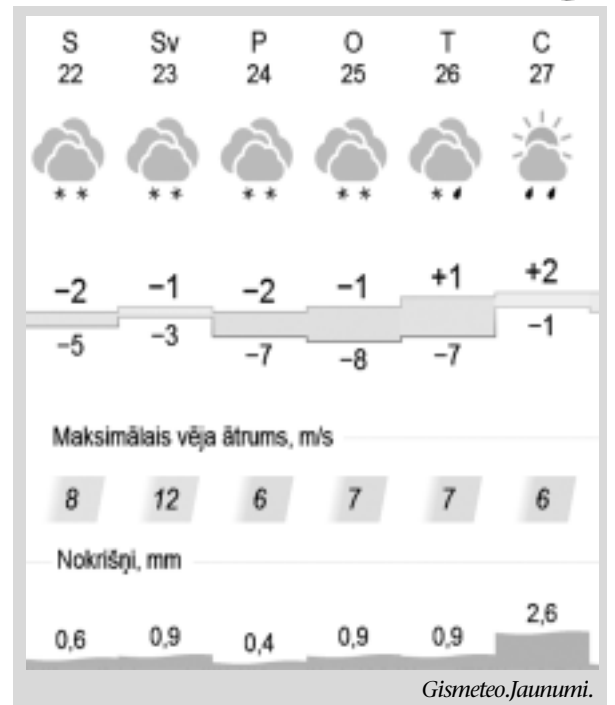 S Sv P O T C
22 23 24 25 26 27
−2 −1 −2 −1 +1 +2
−5 −3 −7 −8 −7 −1
Maksimālais vēja ātrums, m/s
8 12 6 7 7 6
Nokrišņi, mm
0,6 0,9 0,4 0,9 0,9 2,6
Gismeteo.Jaunumi.